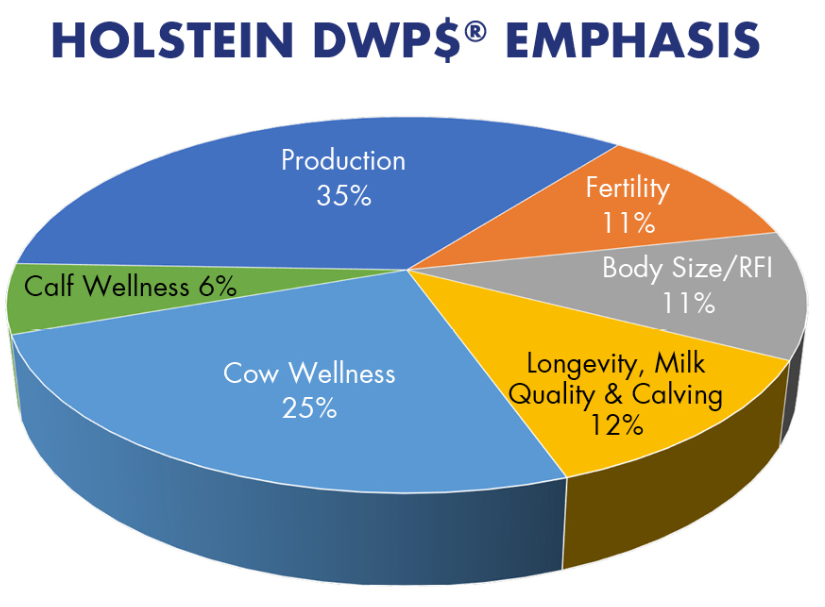 HOLSTEIN DWP$® EMPHASIS
Production
35%
Fertility
11%
Body Size/RFI
11%
Calf Wellness 6%
Longevity, Milk
Quality & Calving
12%
Cow Wellness
25%